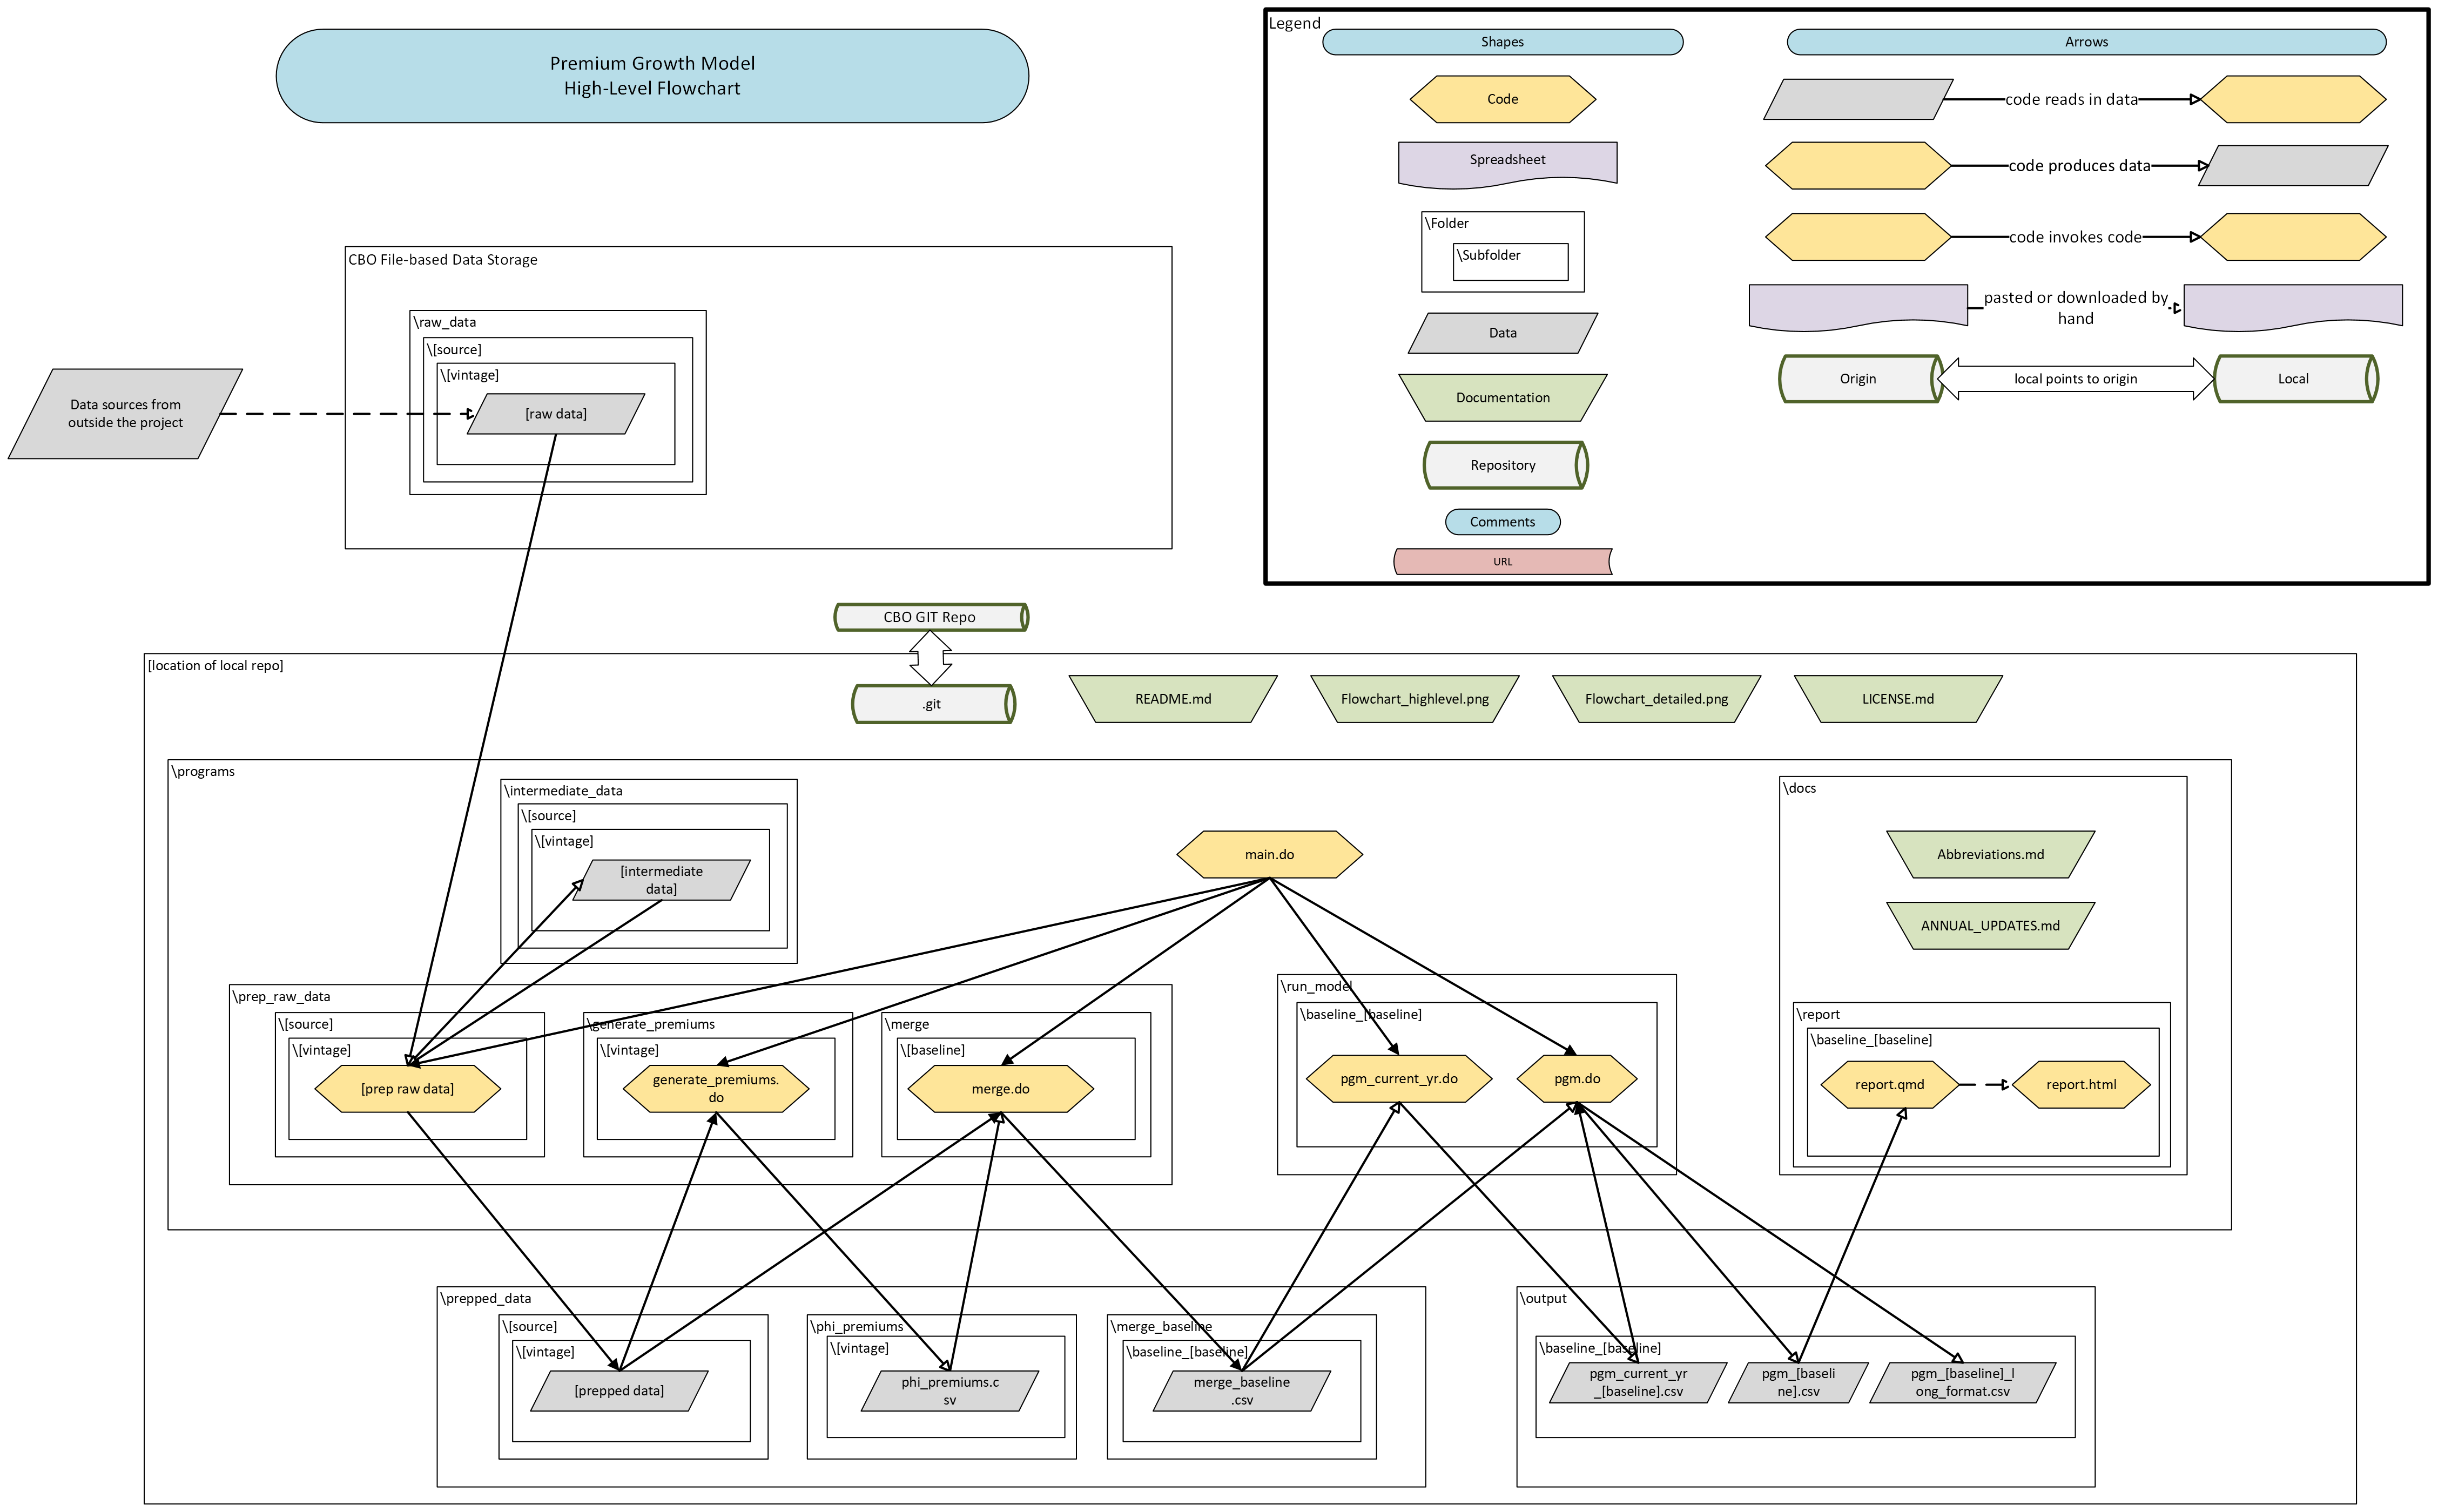 Premium Growth Model
High-Level Flowchart
Legend
Shapes
Arrows
Code
code reads in data
Spreadsheet
code produces data
\Folder
\Subfolder
code invokes code
pasted or downloaded by
hand
Data
Documentation
Origin
local points to origin
Local
Repository
Comments
URL
CBO File-based Data Storage
\raw_data
\[source]
\[vintage]
[raw data]
Data sources from
outside the project
CBO GIT Repo
[location of local repo]
.git
README.md
Flowchart_highlevel.png
Flowchart_detailed.png
LICENSE.md
\programs
\intermediate_data
\[source]
\[vintage]
[intermediate
data]
main.do
\docs
Abbreviations.md
ANNUAL_UPDATES.md
\prep_raw_data
\[source]
\[vintage]
[prep raw data]
\generate_premiums
\[vintage]
generate_premiums.
do
\merge
\[baseline]
merge.do
\run_model
\baseline_[baseline]
pgm_current_yr.do
pgm.do
\report
\baseline_[baseline]
report.qmd
report.html
\prepped_data
\[source]
\[vintage]
[prepped data]
\phi_premiums
\[vintage]
phi_premiums.c
sv
\merge_baseline
\baseline_[baseline]
merge_baseline
.csv
\output
\baseline_[baseline]
pgm_current_yr
_[baseline].csv
pgm_[baseli
ne].csv
pgm_[baseline]_l
ong_format.csv